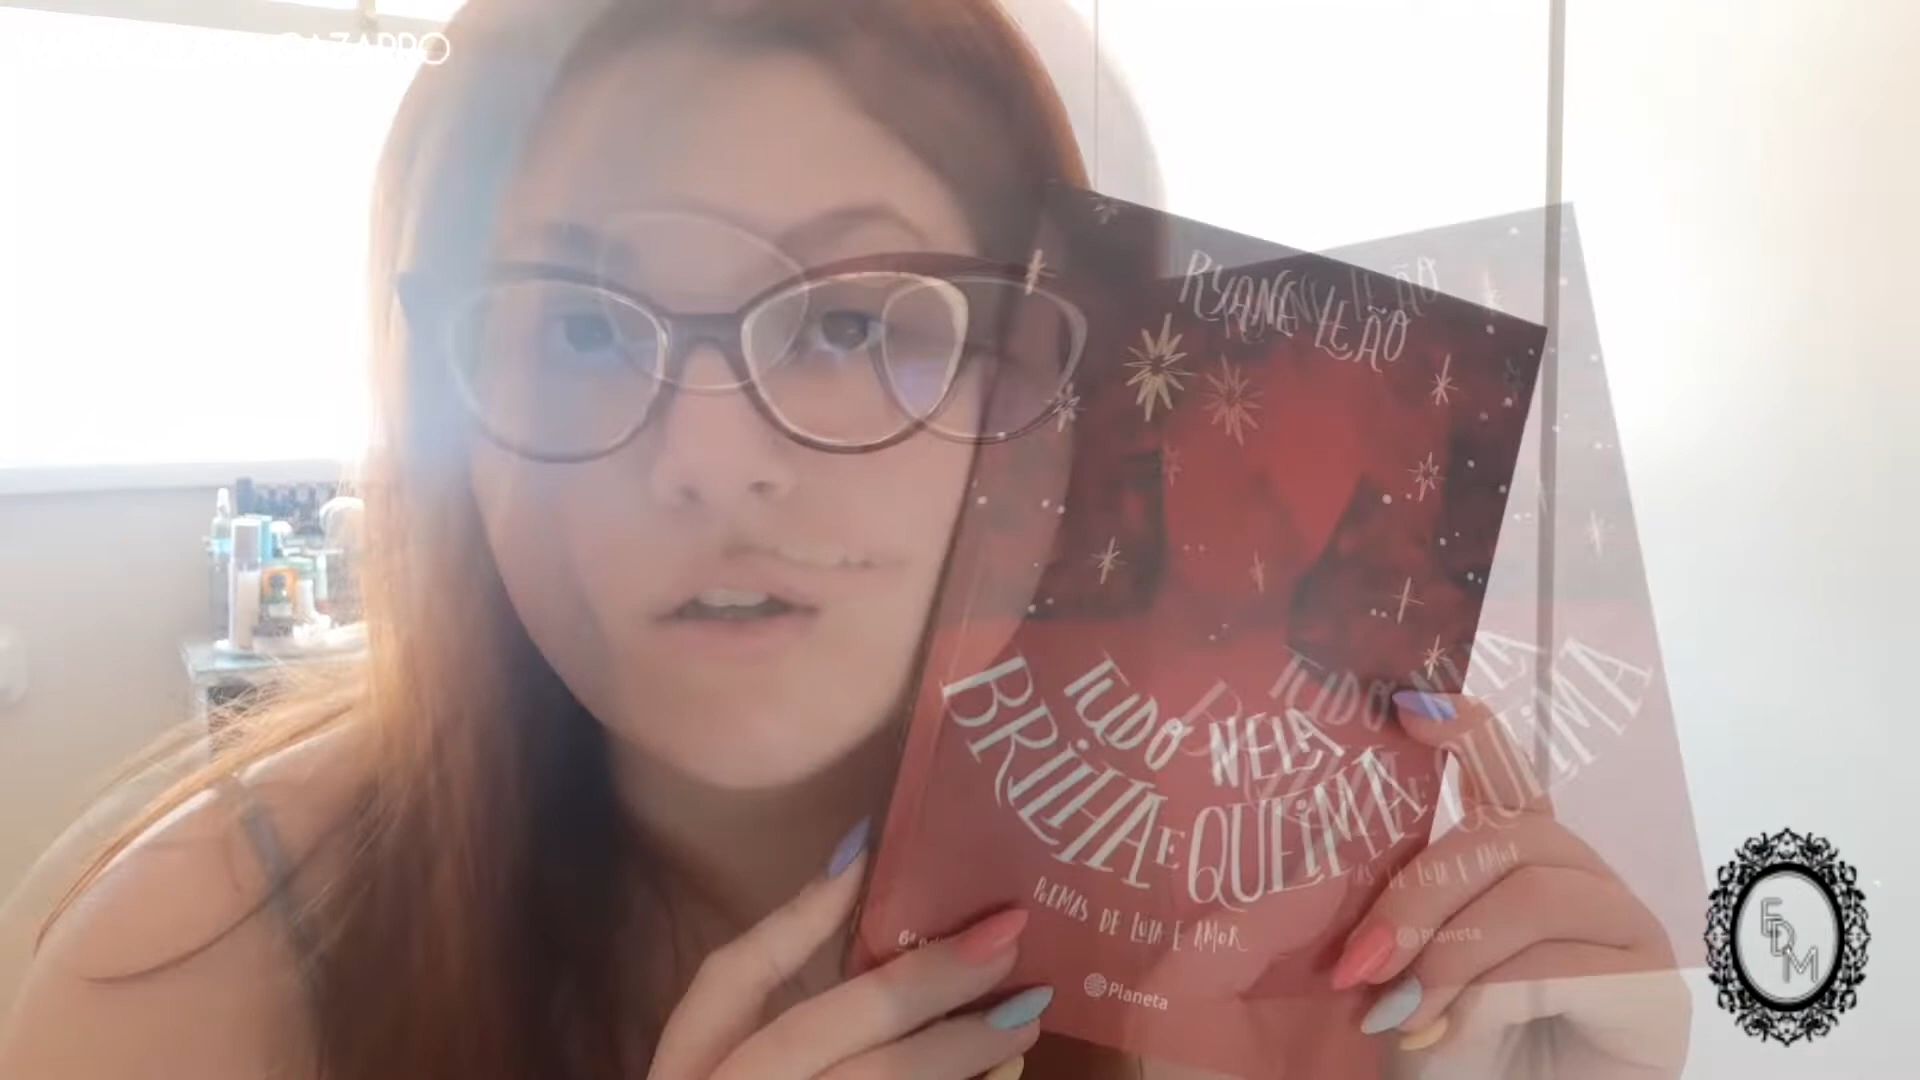 RYANE LEÃO
TUDO NELA
BRILHA E QUEIMA
POEMAS DE LUTA E AMOR
Planeta
EDM